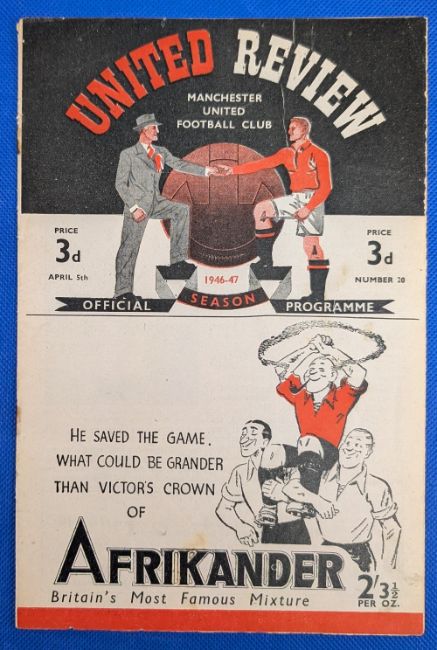 UNITED REVIEW
MANCHESTER
UNITED
FOOTBALL CLUB
PRICE
3d
APRIL 5th
PRICE
3d
NUMBER 20
1946-47
OFFICIAL SEASON PROGRAMME
HE SAVED THE GAME.
WHAT COULD BE GRANDER
THAN VICTOR'S CROWN
OF
AFRIKANDER
Britain's Most Famous Mixture
2/3½
PER OZ.